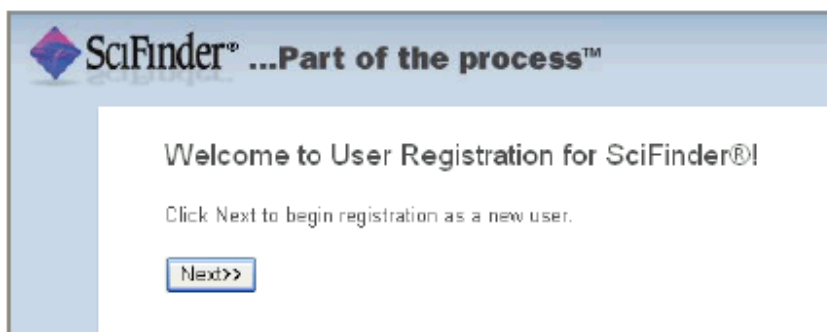 SciFinder® ...Part of the process™
Welcome to User Registration for SciFinder®!
Click Next to begin registration as a new user.
Next>>